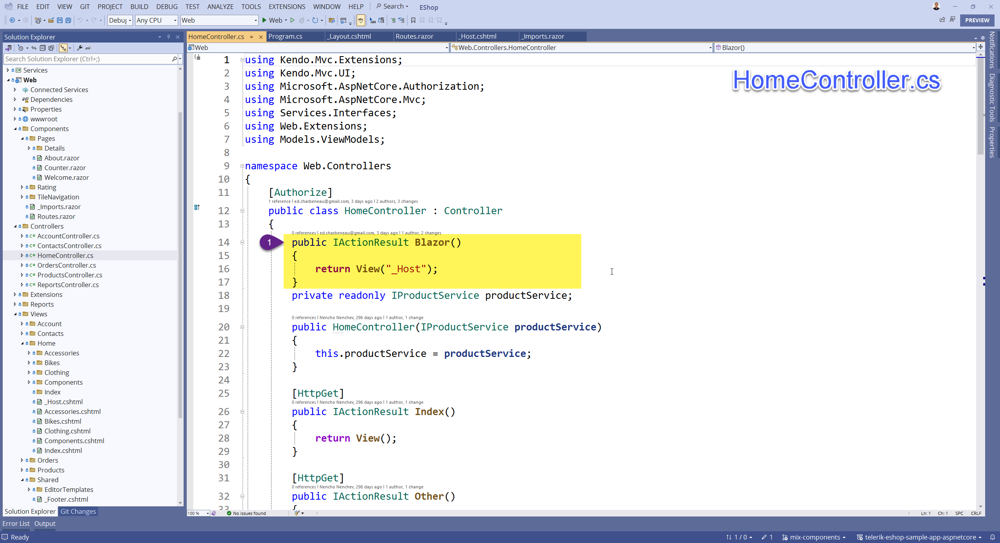 FILE EDIT VIEW GIT PROJECT BUILD DEBUG TEST ANALYZE TOOLS EXTENSIONS WINDOW HELP Search EShop
Debug Any CPU Web Web PREVIEW
Solution Explorer
Search Solution Explorer (Ctrl+;)
Services
Web
Connected Services
Dependencies
Properties
wwwroot
Components
Pages
Details
About.razor
Counter.razor
Welcome.razor
Rating
TileNavigation
_Imports.razor
Routes.razor
Controllers
AccountController.cs
ContactsController.cs
HomeController.cs
OrdersController.cs
ProductsController.cs
ReportsController.cs
Extensions
Reports
Views
Account
Contacts
Home
Accessories
Bikes
Clothing
Components
Index
_Host.cshtml
Accessories.cshtml
Bikes.cshtml
Clothing.cshtml
Components.cshtml
Index.cshtml
Orders
Products
Shared
EditorTemplates
_Footer.cshtml
Solution Explorer Git Changes
HomeController.cs Program.cs _Layout.cshtml Routes.razor _Host.cshtml _Imports.razor
Web Web.Controllers.HomeController Blazor()
HomeController.cs
1 using Kendo.Mvc.Extensions;
2 using Kendo.Mvc.UI;
3 using Microsoft.AspNetCore.Authorization;
4 using Microsoft.AspNetCore.Mvc;
5 using Services.Interfaces;
6 using Web.Extensions;
7 using Models.ViewModels;
8
9 namespace Web.Controllers
10 {
11 [Authorize]
1 reference | ed.charbeneau@gmail.com, 3 days ago | 2 authors, 3 changes
12 public class HomeController : Controller
13 {
0 references | ed.charbeneau@gmail.com, 3 days ago | 1 author, 2 changes
1
14 public IActionResult Blazor()
15 {
16 return View("_Host");
17 }
18 private readonly IProductService productService;
19
0 references | Nencho Nenchev, 296 days ago | 1 author, 1 change
20 public HomeController(IProductService productService)
21 {
22 this.productService = productService;
23 }
24
25 [HttpGet]
0 references | Nencho Nenchev, 296 days ago | 1 author, 1 change
26 public IActionResult Index()
27 {
28 return View();
29 }
30
31 [HttpGet]
0 references | Nencho Nenchev, 296 days ago | 1 author, 1 change
32 public IActionResult Other()
33 {
100 % No issues found Ln: 1 Ch: 1 SPC CRLF
Notifications
Diagnostic Tools
Properties
Error List Output
Ready 1 / 0 1 mix-components telerik-eshop-sample-app-aspnetcore